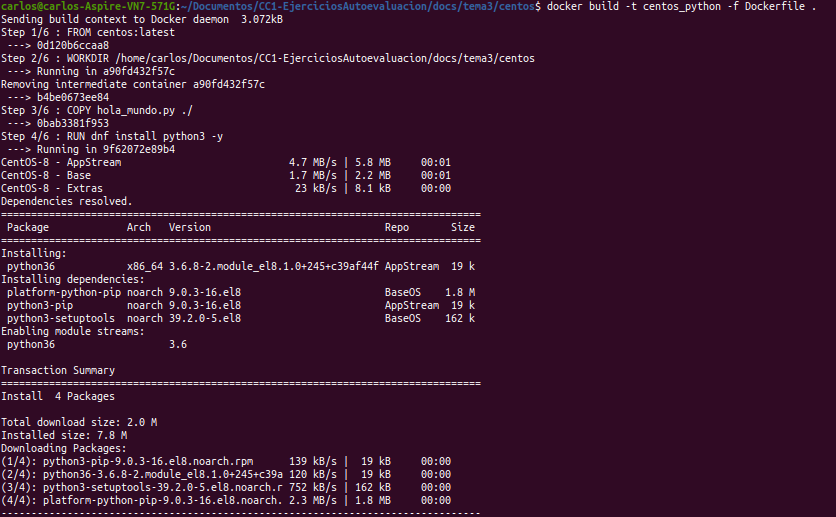 carlos@carlos-Aspire-VN7-571G:~/Documentos/CC1-EjerciciosAutoevaluacion/docs/tema3/centos$ docker build -t centos_python -f Dockerfile .
Sending build context to Docker daemon  3.072kB
Step 1/6 : FROM centos:latest
 ---> 0d120b6ccaa8
Step 2/6 : WORKDIR /home/carlos/Documentos/CC1-EjerciciosAutoevaluacion/docs/tema3/centos
 ---> Running in a90fd432f57c
Removing intermediate container a90fd432f57c
 ---> b4be0673ee84
Step 3/6 : COPY hola_mundo.py ./
 ---> 0bab3381f953
Step 4/6 : RUN dnf install python3 -y
 ---> Running in 9f62072e89b4
CentOS-8 - AppStream                            4.7 MB/s | 5.8 MB     00:01
CentOS-8 - Base                                 1.7 MB/s | 2.2 MB     00:01
CentOS-8 - Extras                                23 kB/s | 8.1 kB     00:00
Dependencies resolved.
================================================================================
 Package             Arch   Version                             Repo       Size
================================================================================
Installing:
 python36            x86_64 3.6.8-2.module_el8.1.0+245+c39af44f AppStream  19 k
Installing dependencies:
 platform-python-pip noarch 9.0.3-16.el8                        BaseOS    1.8 M
 python3-pip         noarch 9.0.3-16.el8                        AppStream  19 k
 python3-setuptools  noarch 39.2.0-5.el8                        BaseOS    162 k
Enabling module streams:
 python36                   3.6

Transaction Summary
================================================================================
Install  4 Packages

Total download size: 2.0 M
Installed size: 7.8 M
Downloading Packages:
(1/4): python3-pip-9.0.3-16.el8.noarch.rpm      139 kB/s |  19 kB     00:00
(2/4): python36-3.6.8-2.module_el8.1.0+245+c39a 120 kB/s |  19 kB     00:00
(3/4): python3-setuptools-39.2.0-5.el8.noarch.r 752 kB/s | 162 kB     00:00
(4/4): platform-python-pip-9.0.3-16.el8.noarch. 2.3 MB/s | 1.8 MB     00:00
--------------------------------------------------------------------------------